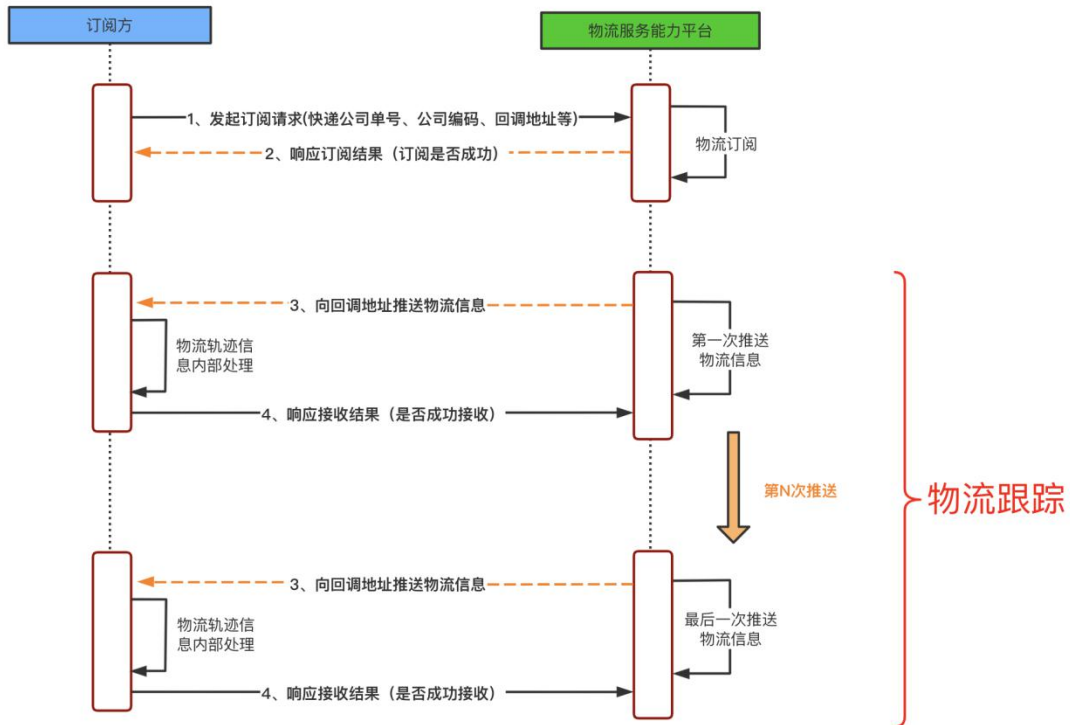 订阅方
物流服务能力平台
1、发起订阅请求(快递公司单号、公司编码、回调地址等)
物流订阅
2、响应订阅结果（订阅是否成功）
3、向回调地址推送物流信息
物流轨迹信
息内部处理
第一次推送
物流信息
4、响应接收结果（是否成功接收）
第N次推送
物流跟踪
3、向回调地址推送物流信息
物流轨迹信
息内部处理
最后一次推送
物流信息
4、响应接收结果（是否成功接收）